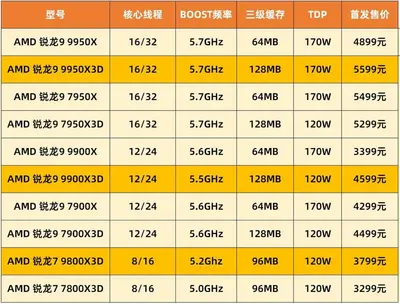 型号 核心线程 BOOST频率 三级缓存 TDP 首发售价
AMD 锐龙9 9950X 16/32 5.7GHz 64MB 170W 4899元
AMD 锐龙9 9950X3D 16/32 5.7GHz 128MB 170W 5599元
AMD 锐龙9 7950X 16/32 5.7GHz 64MB 170W 5499元
AMD 锐龙9 7950X3D 16/32 5.7GHz 128MB 120W 5299元
AMD 锐龙9 9900X 12/24 5.6GHz 64MB 120W 3399元
AMD 锐龙9 9900X3D 12/24 5.5GHz 128MB 120W 4599元
AMD 锐龙9 7900X 12/24 5.6GHz 64MB 170W 4299元
AMD 锐龙9 7900X3D 12/24 5.6GHz 128MB 120W 4499元
AMD 锐龙7 9800X3D 8/16 5.2Ghz 96MB 120W 3799元
AMD 锐龙7 7800X3D 8/16 5.0GHz 96MB 120W 3299元